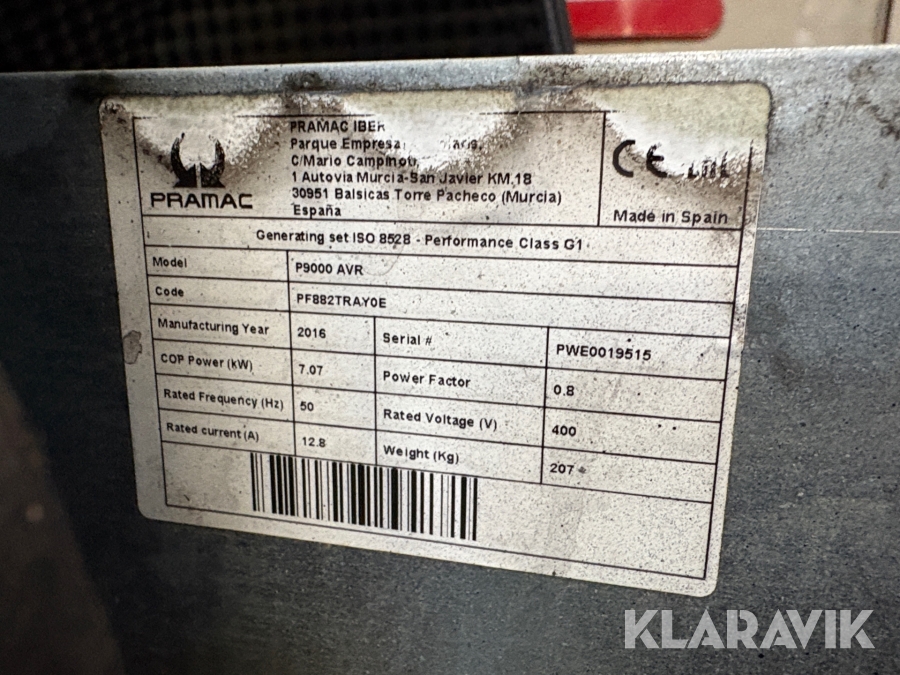 PRAMAC
PRAMAC IBER
Parque Empresa
C/Mario Campinoti,
1 Autovia Murcia-San Javier KM,18
30951 Balsicas Torre Pacheco (Murcia)
España
CE
Made in Spain
Generating set ISO 8528 - Performance Class G1
Model P9000 AVR
Code PF882TRAY0E
Manufacturing Year 2016 Serial # PWE0019515
COP Power (kW) 7.07 Power Factor 0.8
Rated Frequency (Hz) 50 Rated Voltage (V) 400
Rated current (A) 12.8 Weight (Kg) 207
KLARAVIK